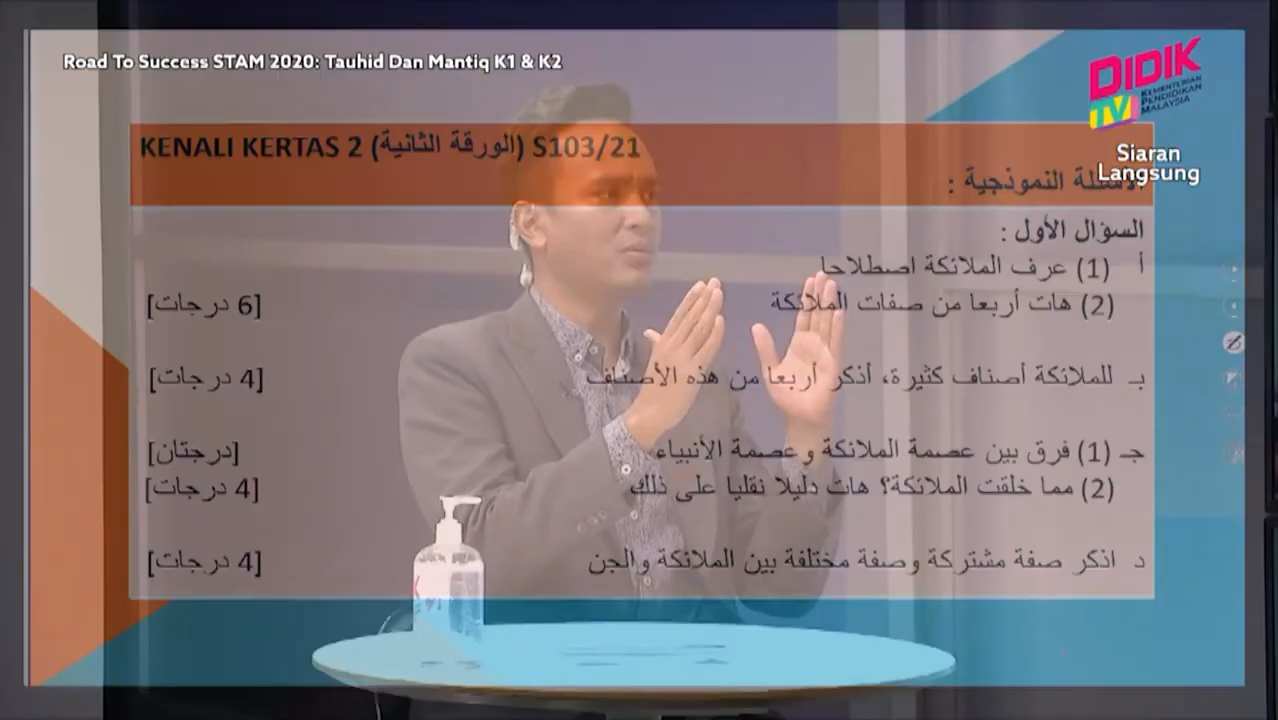 Road To Success STAM 2020: Tauhid Dan Mantiq K1 & K2
DIDIK
TV
KEMENTERIAN
PENDIDIKAN
MALAYSIA
Siaran
Langsung
KENALI KERTAS 2 (الورقة الثانية) S103/21
الأسئلة النموذجية :
السؤال الأول :
أ (1) عرف الملائكة اصطلاحا
(2) هات أربعا من صفات الملائكة [6 درجات]
بـ للملائكة أصناف كثيرة، أذكر أربعا من هذه الأصناف [4 درجات]
جـ (1) فرق بين عصمة الملائكة وعصمة الأنبياء [درجتان]
(2) مما خلقت الملائكة؟ هات دليلا نقليا على ذلك [4 درجات]
د اذكر صفة مشتركة وصفة مختلفة بين الملائكة والجن [4 درجات]